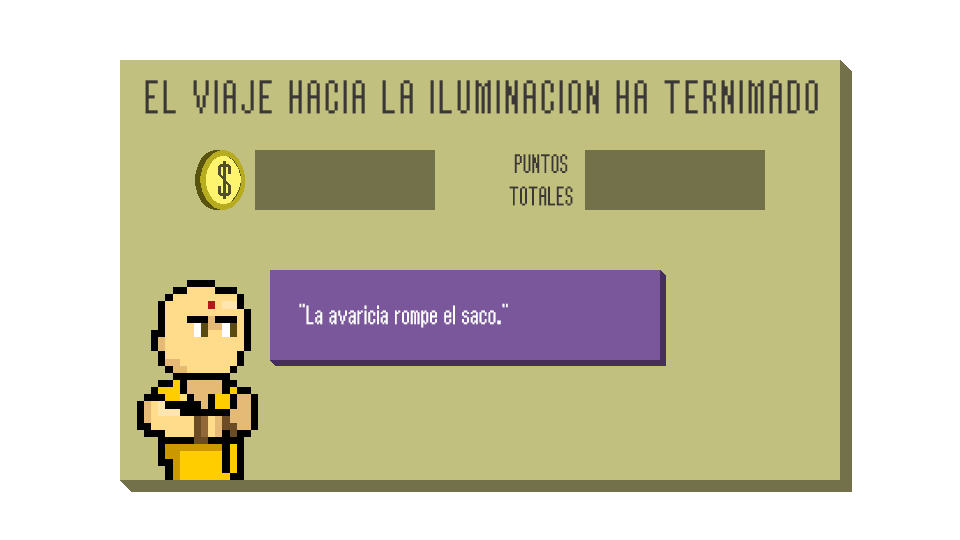 EL VIAJE HACIA LA ILUMINACION HA TERNIMADO
$
PUNTOS
TOTALES
"La avaricia rompe el saco."